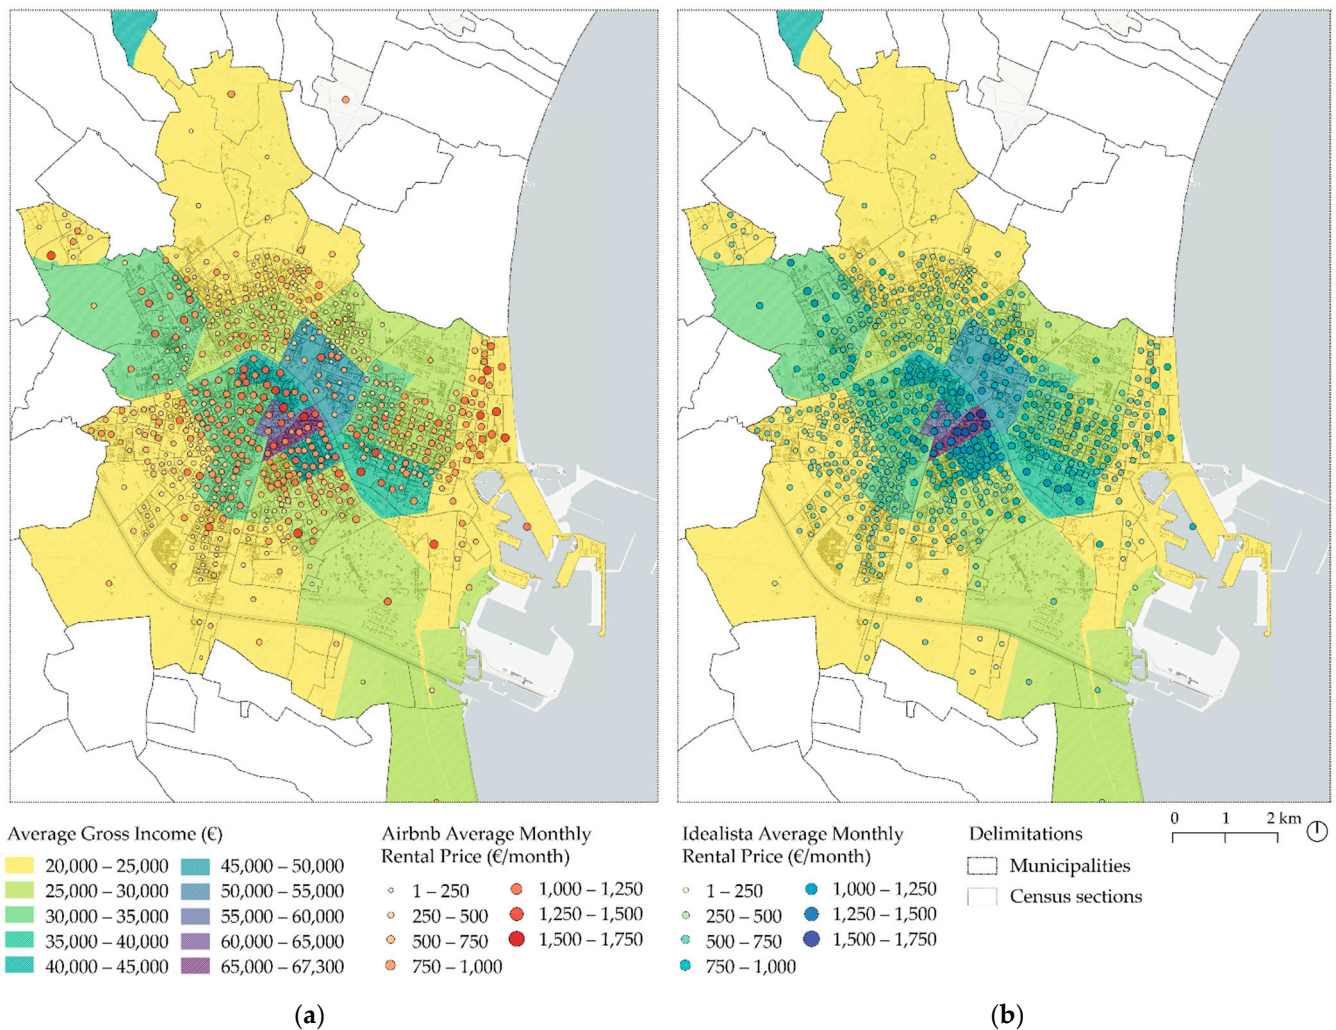 Average Gross Income (€)
20,000 – 25,000
25,000 – 30,000
30,000 – 35,000
35,000 – 40,000
40,000 – 45,000
45,000 – 50,000
50,000 – 55,000
55,000 – 60,000
60,000 – 65,000
65,000 – 67,300
Airbnb Average Monthly
Rental Price (€/month)
1 – 250
250 – 500
500 – 750
750 – 1,000
1,000 – 1,250
1,250 – 1,500
1,500 – 1,750
Idealista Average Monthly
Rental Price (€/month)
1 – 250
250 – 500
500 – 750
750 – 1,000
1,000 – 1,250
1,250 – 1,500
1,500 – 1,750
Delimitations
Municipalities
Census sections
0 1 2 km
(a)
(b)